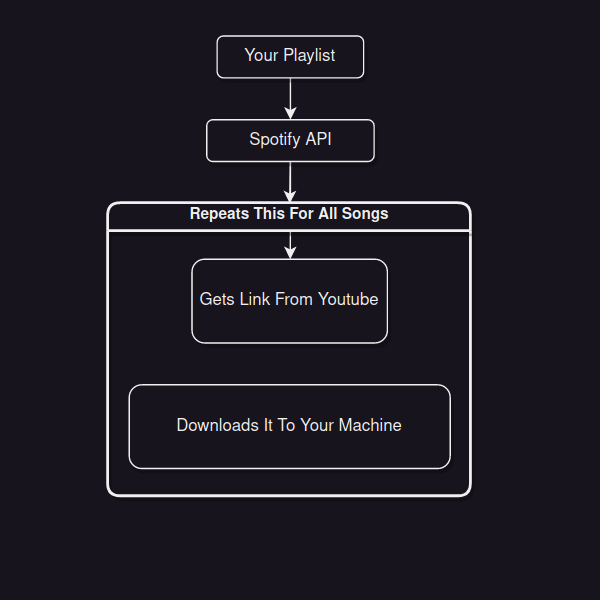 Your Playlist
Spotify API
Repeats This For All Songs
Gets Link From Youtube
Downloads It To Your Machine